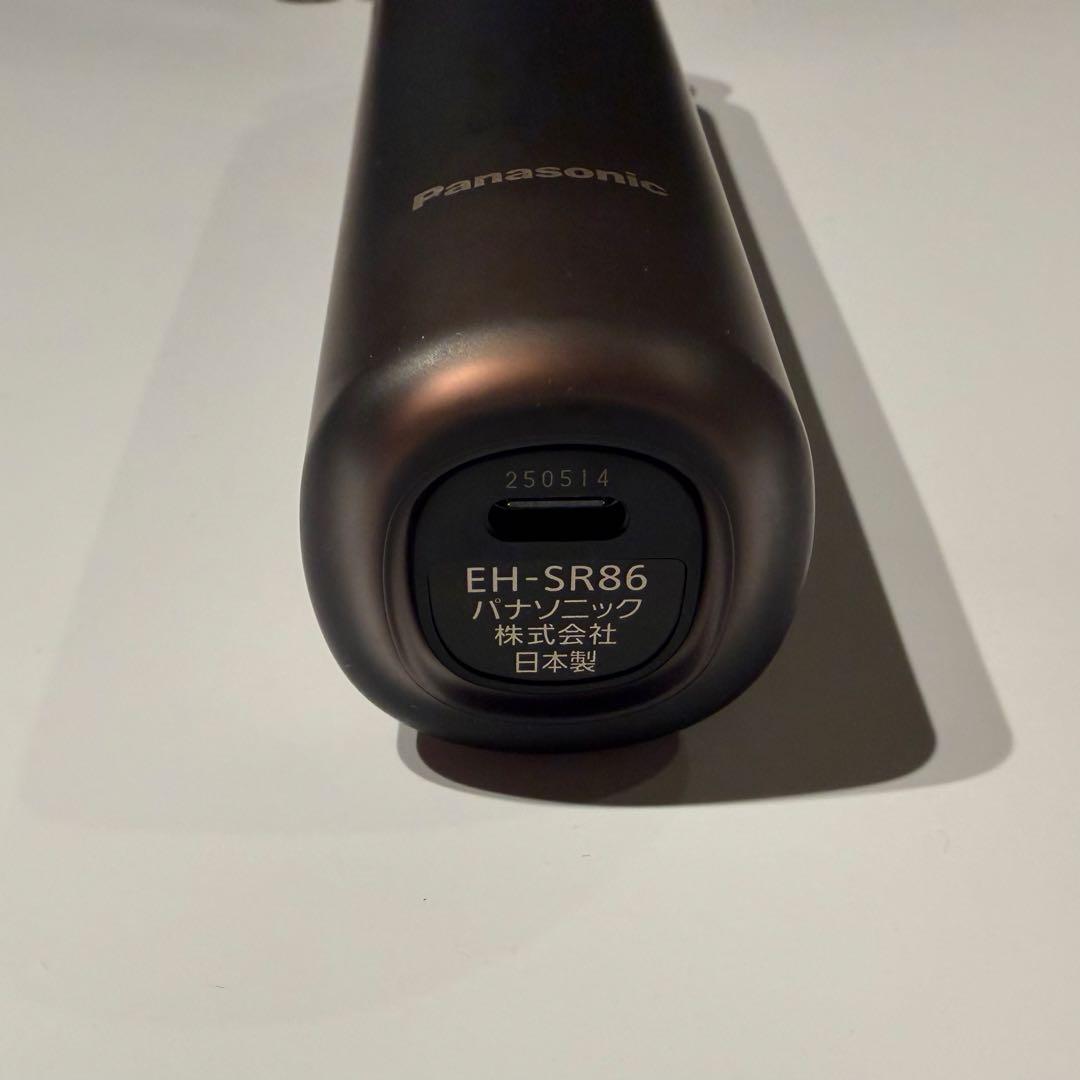 Panasonic
250514
EH-SR86
パナソニック
株式会社
日本製